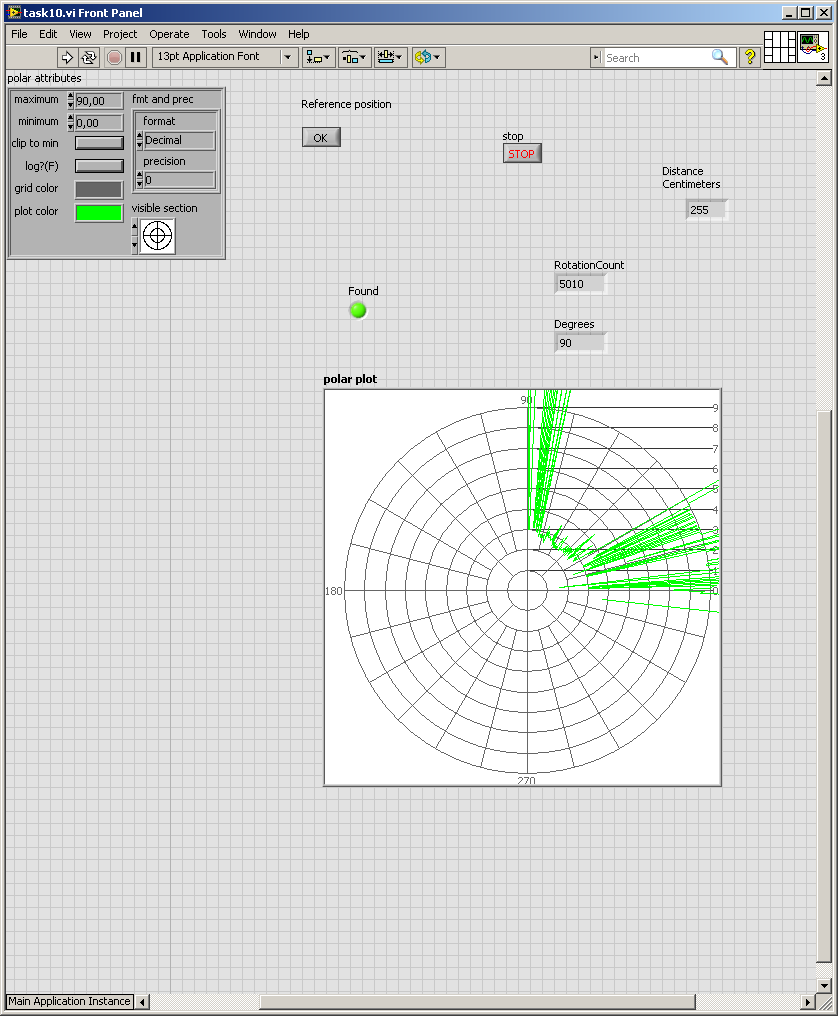 task10.vi Front Panel
File Edit View Project Operate Tools Window Help
13pt Application Font
Search
?
3
polar attributes
maximum 90,00
minimum 0,00
clip to min
log?(F)
grid color
plot color
fmt and prec
format
Decimal
precision
0
visible section
Reference position
OK
stop
STOP
Distance
Centimeters
255
RotationCount
5010
Found
Degrees
90
polar plot
90
9
8
7
6
5
4
3
2
1
0
180
270
Main Application Instance